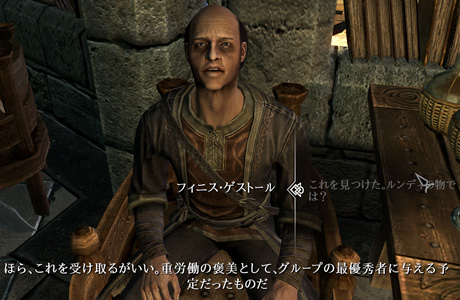 フィニス・ゲストール
これを見つけた。ルンデの物で
は？
ほら、これを受け取るがいい。重労働の褒美として、グループの最優秀者に与える予
定だったものだ